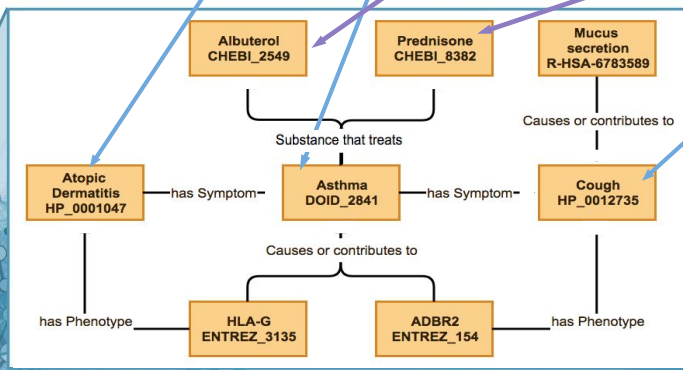 Albuterol
CHEBI_2549
Prednisone
CHEBI_8382
Mucus
secretion
R-HSA-6783589
Causes or contributes to
Substance that treats
Atopic
Dermatitis
HP_0001047
has Symptom
Asthma
DOID_2841
has Symptom
Cough
HP_0012735
Causes or contributes to
has Phenotype
HLA-G
ENTREZ_3135
ADBR2
ENTREZ_154
has Phenotype